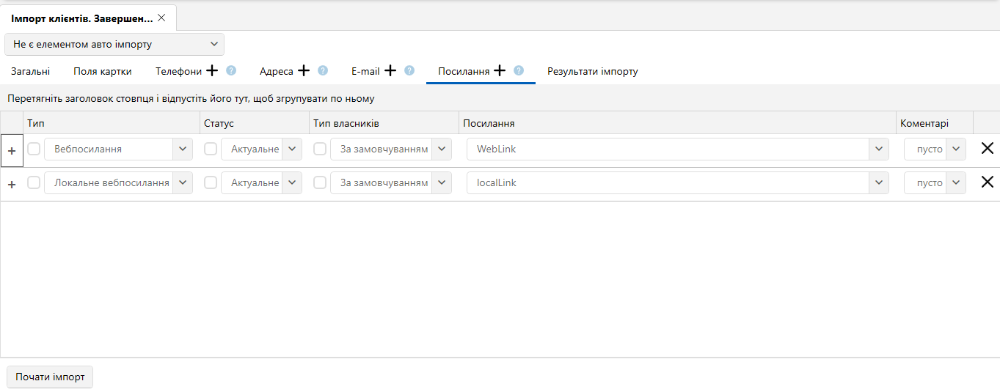 Імпорт клієнтів. Завершен...
Не є елементом авто імпорту
Загальні Поля картки Телефони + ? Адреса + ? E-mail + ? Посилання + ? Результати імпорту
Перетягніть заголовок стовпця і відпустіть його тут, щоб згрупувати по ньому
Тип Статус Тип власників Посилання Коментарі
+ Вебпосилання Актуальне За замовчуванням WebLink пусто
+ Локальне вебпосилання Актуальне За замовчуванням localLink пусто
Почати імпорт